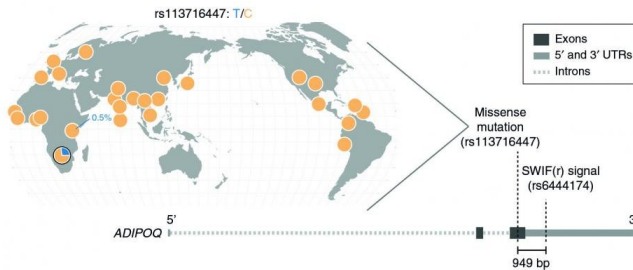 rs113716447: T/C
0.5%
Exons
5′ and 3′ UTRs
Introns
Missense
mutation
(rs113716447)
SWIF(r) signal
(rs6444174)
5′
3
ADIPOQ
949 bp